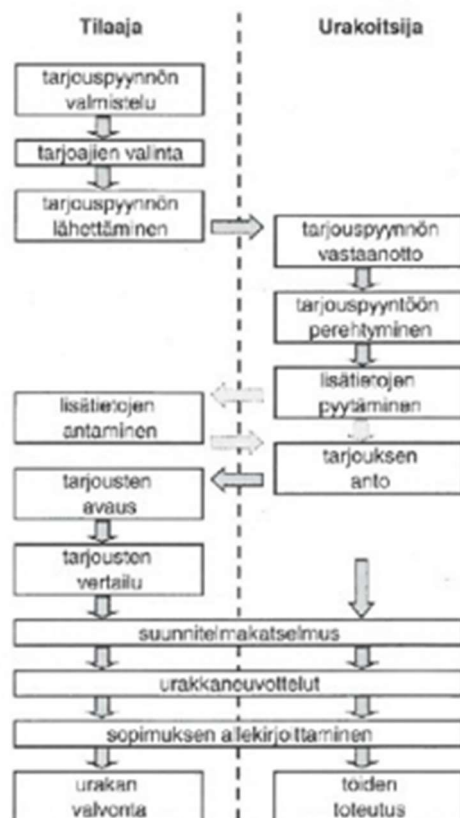 Tilaaja
Urakoitsija
tarjouspyynnön
valmistelu
tarjoajien valinta
tarjouspyynnön
lähettäminen
tarjouspyynnön
vastaanotto
tarjouspyyntöön
perehtyminen
lisätietojen
pyytäminen
lisätietojen
antaminen
tarjouksen
anto
tarjousten
avaus
tarjousten
vertailu
suunnitelmakatselmus
urakkaneuvottelut
sopimuksen allekirjoittaminen
urakan
valvonta
töiden
toteutus